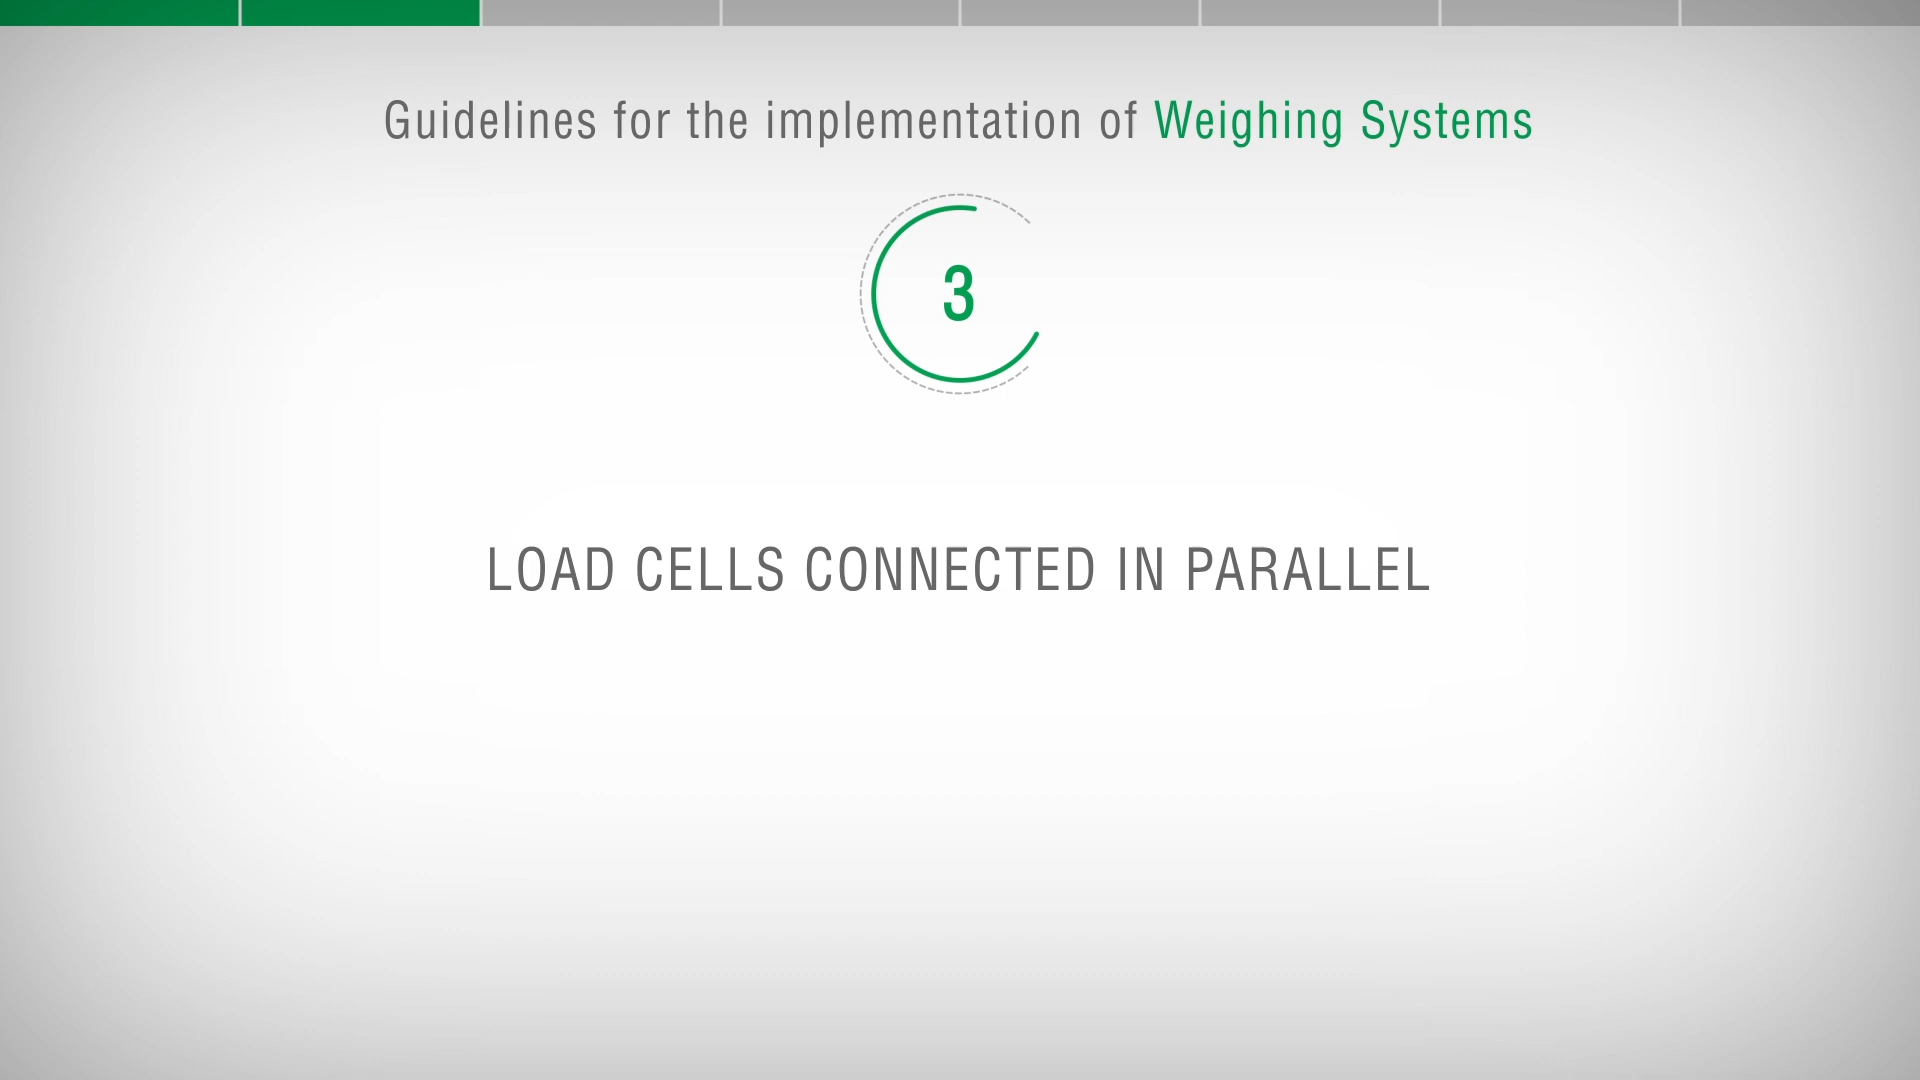 Guidelines for the implementation of Weighing Systems
3
LOAD CELLS CONNECTED IN PARALLEL